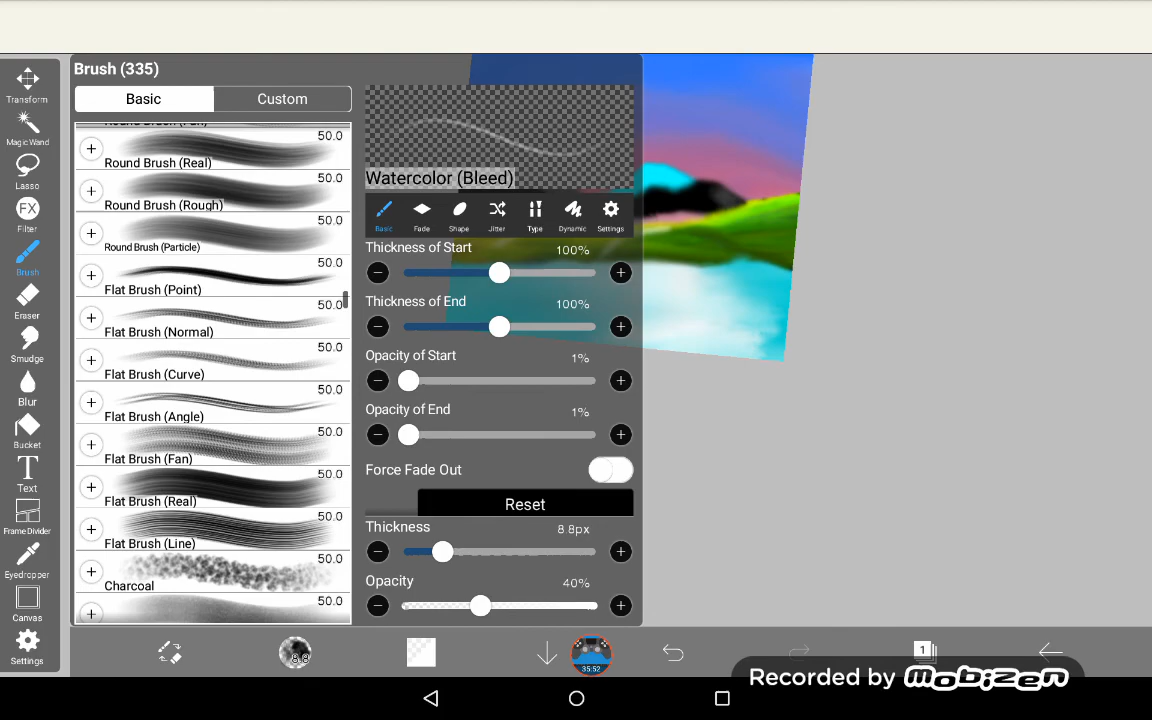 Brush (335)
Basic
Custom
Transform
Magic Wand
Lasso
FX
Filter
Brush
Eraser
Smudge
Blur
Bucket
T
Text
Frame Divider
Eyedropper
Canvas
Settings
50.0
Round Brush (Real)
50.0
Round Brush (Rough)
50.0
Round Brush (Particle)
50.0
Flat Brush (Point)
50.0
Flat Brush (Normal)
50.0
Flat Brush (Curve)
50.0
Flat Brush (Angle)
50.0
Flat Brush (Fan)
50.0
Flat Brush (Real)
50.0
Flat Brush (Line)
50.0
Charcoal
50.0
Watercolor (Bleed)
Basic
Fade
Shape
Jitter
Type
Dynamic
Settings
Thickness of Start 100%
Thickness of End 100%
Opacity of Start 1%
Opacity of End 1%
Force Fade Out
Reset
Thickness 8.8px
Opacity 40%
8.8
35:52
1
Recorded by mobizen